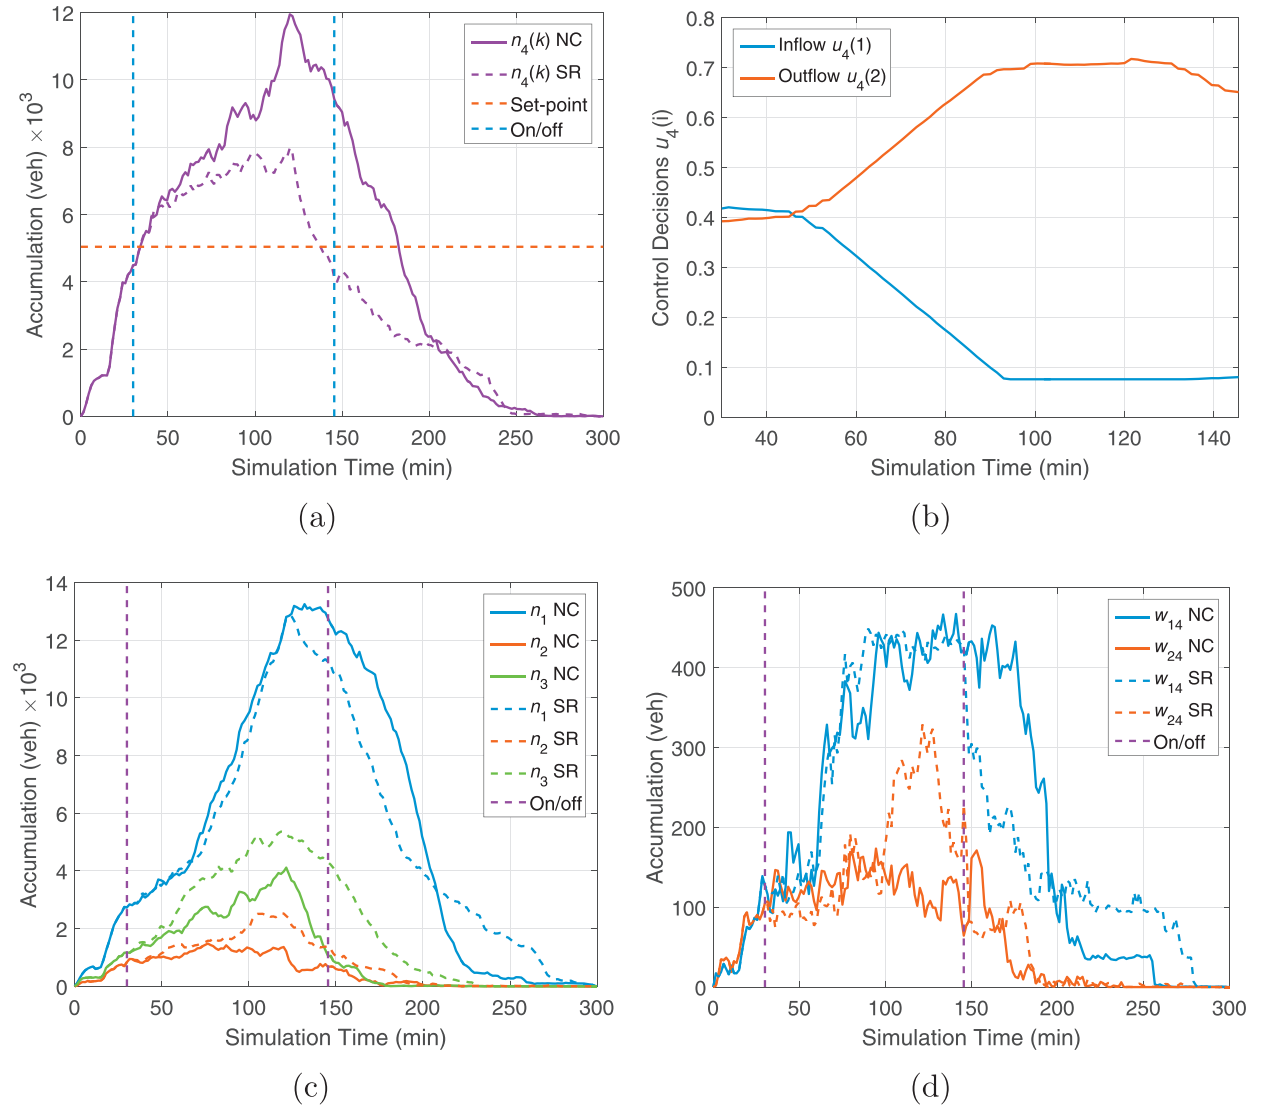 12
10
8
6
4
2
0
Accumulation (veh) ×10³
n₄(k) NC
n₄(k) SR
Set-point
On/off
0 50 100 150 200 250 300
Simulation Time (min)
(a)
0.8
0.7
0.6
0.5
0.4
0.3
0.2
0.1
0
Control Decisions u₄(i)
Inflow u₄(1)
Outflow u₄(2)
40 60 80 100 120 140
Simulation Time (min)
(b)
14
12
10
8
6
4
2
0
Accumulation (veh) ×10³
n₁ NC
n₂ NC
n₃ NC
n₁ SR
n₂ SR
n₃ SR
On/off
0 50 100 150 200 250 300
Simulation Time (min)
(c)
500
400
300
200
100
0
Accumulation (veh)
w₁₄ NC
w₂₄ NC
w₁₄ SR
w₂₄ SR
On/off
0 50 100 150 200 250 300
Simulation Time (min)
(d)